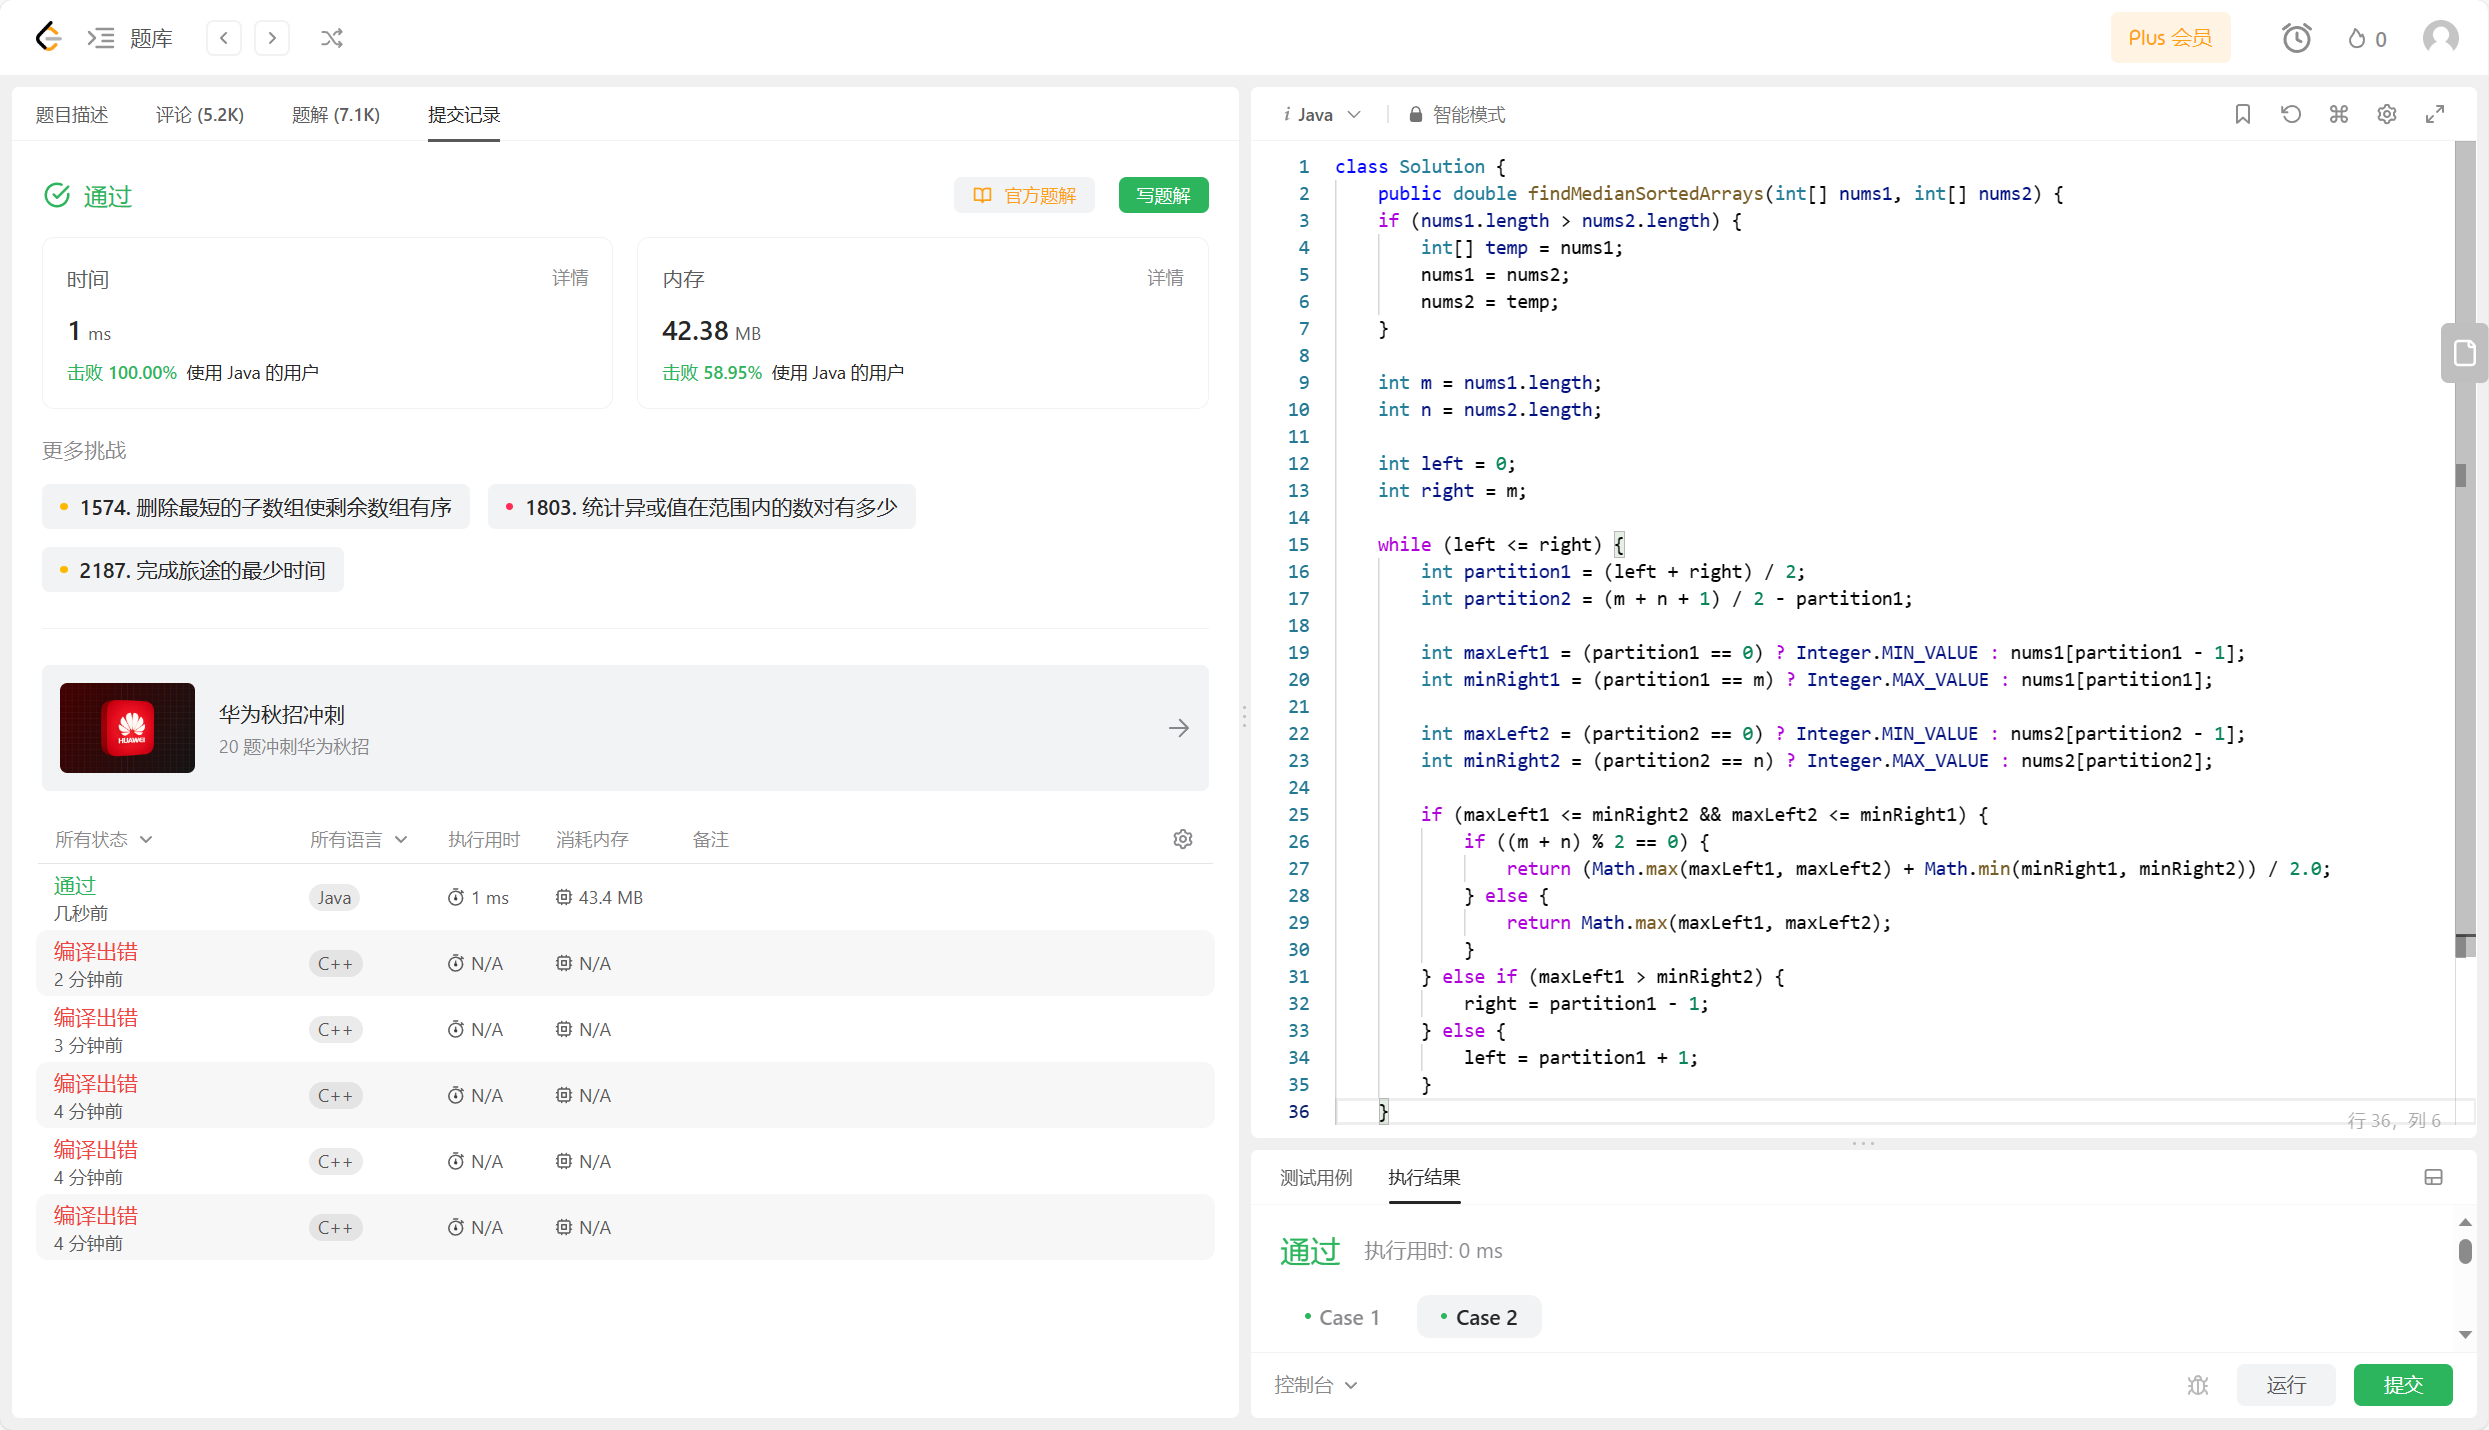 题库
Plus 会员
0
题目描述
评论 (5.2K)
题解 (7.1K)
提交记录
通过
官方题解
写题解
时间
详情
1 ms
击败 100.00% 使用 Java 的用户
内存
详情
42.38 MB
击败 58.95% 使用 Java 的用户
更多挑战
1574. 删除最短的子数组使剩余数组有序
1803. 统计异或值在范围内的数对有多少
2187. 完成旅途的最少时间
HUAWEI
华为秋招冲刺
20 题冲刺华为秋招
所有状态 所有语言 执行用时 消耗内存 备注
通过
几秒前
Java 1 ms 43.4 MB
编译出错
2 分钟前
C++ N/A N/A
编译出错
3 分钟前
C++ N/A N/A
编译出错
4 分钟前
C++ N/A N/A
编译出错
4 分钟前
C++ N/A N/A
编译出错
4 分钟前
C++ N/A N/A
i Java 智能模式
1 class Solution {
2     public double findMedianSortedArrays(int[] nums1, int[] nums2) {
3     if (nums1.length > nums2.length) {
4         int[] temp = nums1;
5         nums1 = nums2;
6         nums2 = temp;
7     }
8
9     int m = nums1.length;
10     int n = nums2.length;
11
12     int left = 0;
13     int right = m;
14
15     while (left <= right) {
16         int partition1 = (left + right) / 2;
17         int partition2 = (m + n + 1) / 2 - partition1;
18
19         int maxLeft1 = (partition1 == 0) ? Integer.MIN_VALUE : nums1[partition1 - 1];
20         int minRight1 = (partition1 == m) ? Integer.MAX_VALUE : nums1[partition1];
21
22         int maxLeft2 = (partition2 == 0) ? Integer.MIN_VALUE : nums2[partition2 - 1];
23         int minRight2 = (partition2 == n) ? Integer.MAX_VALUE : nums2[partition2];
24
25         if (maxLeft1 <= minRight2 && maxLeft2 <= minRight1) {
26             if ((m + n) % 2 == 0) {
27                 return (Math.max(maxLeft1, maxLeft2) + Math.min(minRight1, minRight2)) / 2.0;
28             } else {
29                 return Math.max(maxLeft1, maxLeft2);
30             }
31         } else if (maxLeft1 > minRight2) {
32             right = partition1 - 1;
33         } else {
34             left = partition1 + 1;
35         }
36     }
行 36，列 6
测试用例
执行结果
通过 执行用时: 0 ms
Case 1
Case 2
控制台
运行
提交